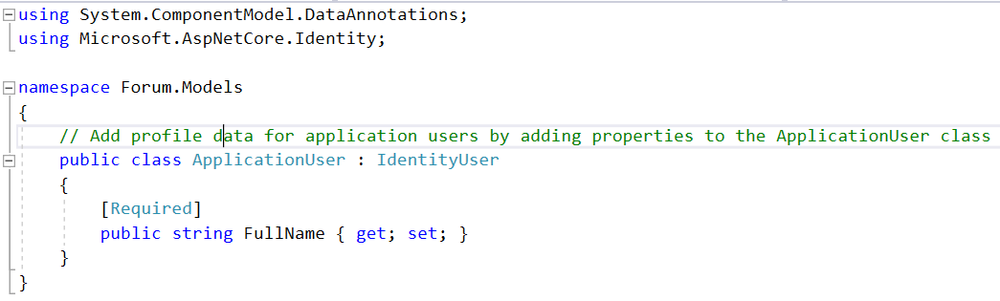 using System.ComponentModel.DataAnnotations;
using Microsoft.AspNetCore.Identity;
namespace Forum.Models
{
// Add profile data for application users by adding properties to the ApplicationUser class
public class ApplicationUser : IdentityUser
{
[Required]
public string FullName { get; set; }
}
}